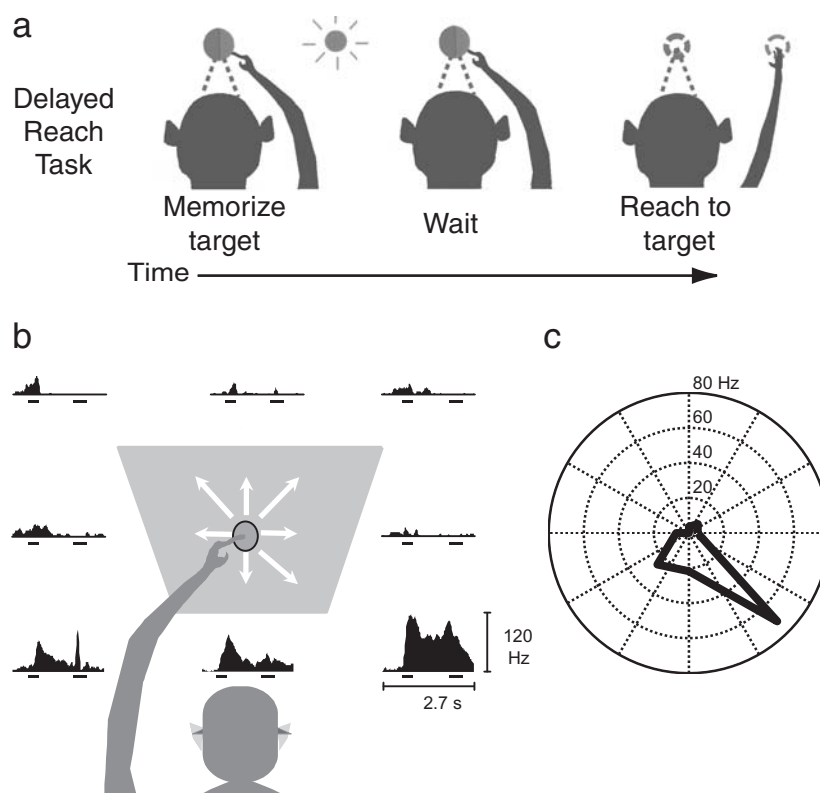 a
Delayed
Reach
Task
Memorize
target
Wait
Reach to
target
Time
b
c
120
Hz
2.7 s
80 Hz
60
40
20